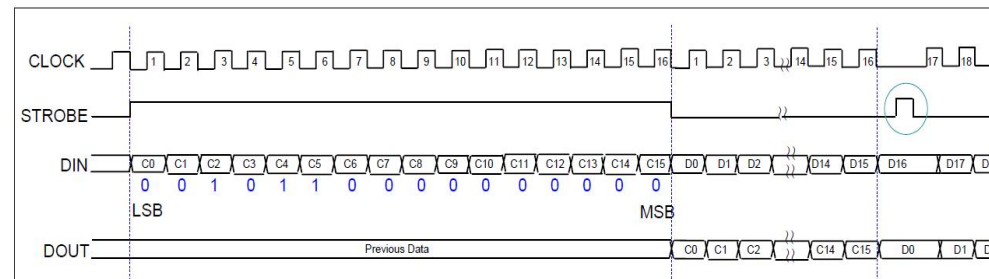 CLOCK 1 2 3 4 5 6 7 8 9 10 11 12 13 14 15 16 1 2 3 14 15 16 17 18
STROBE
DIN C0 C1 C2 C3 C4 C5 C6 C7 C8 C9 C10 C11 C12 C13 C14 C15 D0 D1 D2 D14 D15 D16 D17 D
0 0 1 0 1 1 0 0 0 0 0 0 0 0 0 0
LSB MSB
DOUT Previous Data C0 C1 C2 C14 C15 D0 D1 D